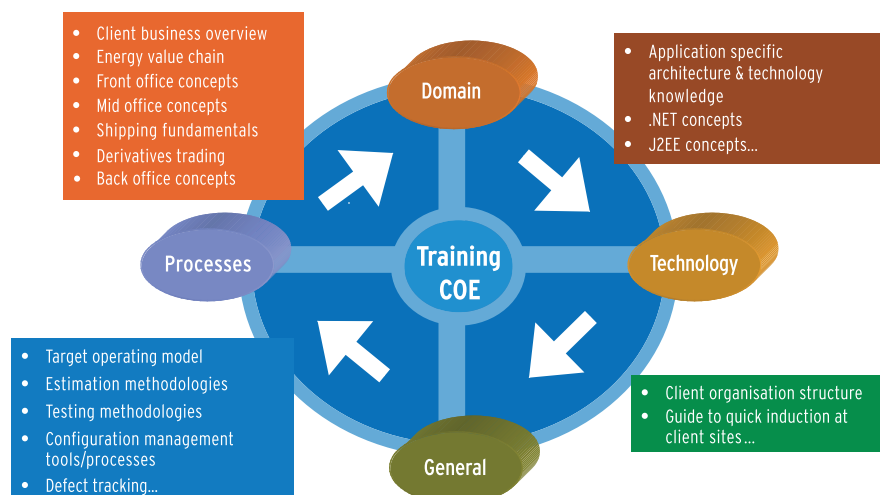 • Client business overview
• Energy value chain
• Front office concepts
• Mid office concepts
• Shipping fundamentals
• Derivatives trading
• Back office concepts
Domain
• Application specific
architecture & technology
knowledge
• .NET concepts
• J2EE concepts...
Processes
Training
COE
Technology
• Target operating model
• Estimation methodologies
• Testing methodologies
• Configuration management
tools/processes
• Defect tracking...
General
• Client organisation structure
• Guide to quick induction at
client sites...